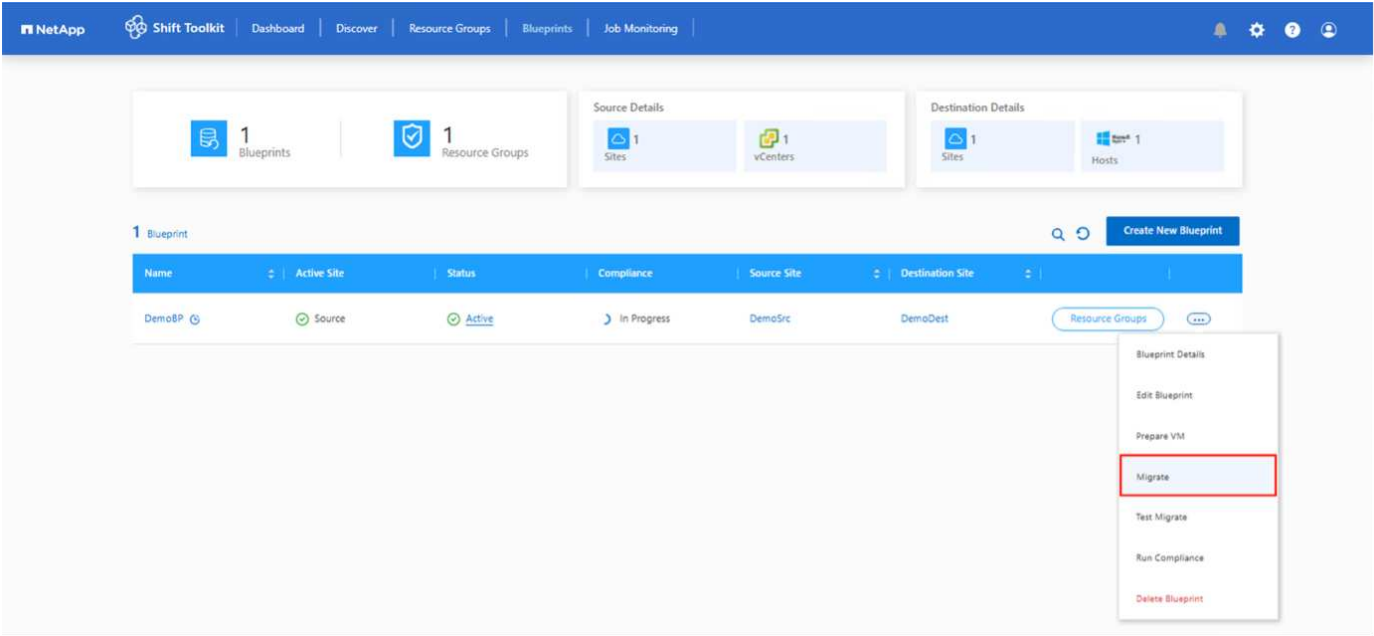 NetApp Shift Toolkit Dashboard Discover Resource Groups Blueprints Job Monitoring
Source Details
Destination Details
1
Blueprints
1
Resource Groups
1
Sites
1
vCenters
1
Sites
1
Hosts
1 Blueprint
Create New Blueprint
Name Active Site Status Compliance Source Site Destination Site
DemoBP Source Active In Progress DemoSrc DemoDest Resource Groups ...
Blueprint Details
Edit Blueprint
Prepare VM
Migrate
Test Migrate
Run Compliance
Delete Blueprint